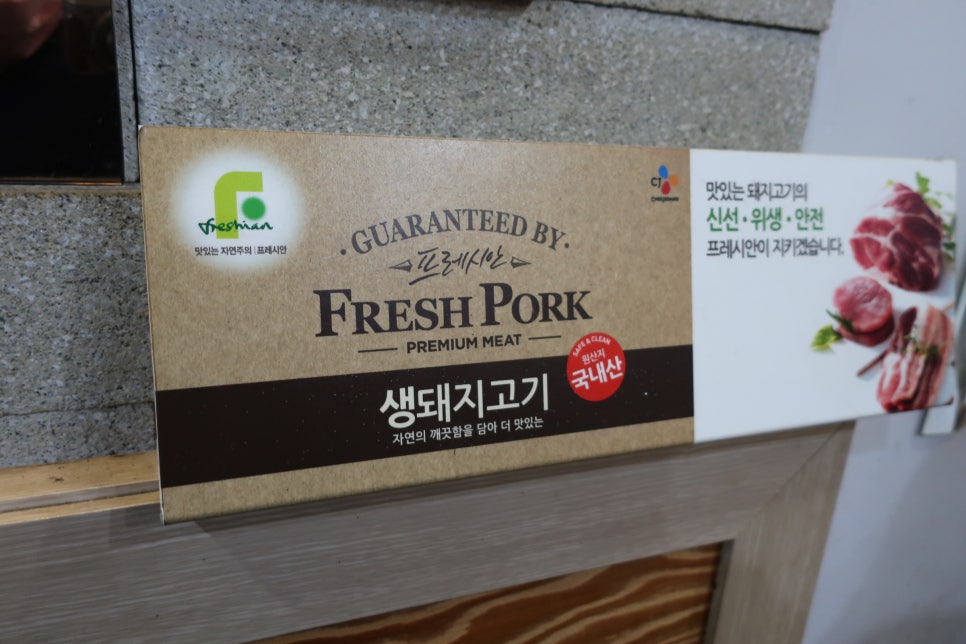 freshian
맛있는 자연주의 | 프레시안
· GUARANTEED BY ·
프레시안
FRESH PORK
PREMIUM MEAT
SAFE & CLEAN
원산지
국내산
생돼지고기
자연의 깨끗함을 담아 더 맛있는
CJ
CHEILJEDANG
맛있는 돼지고기의
신선 · 위생 · 안전
프레시안이 지키겠습니다.